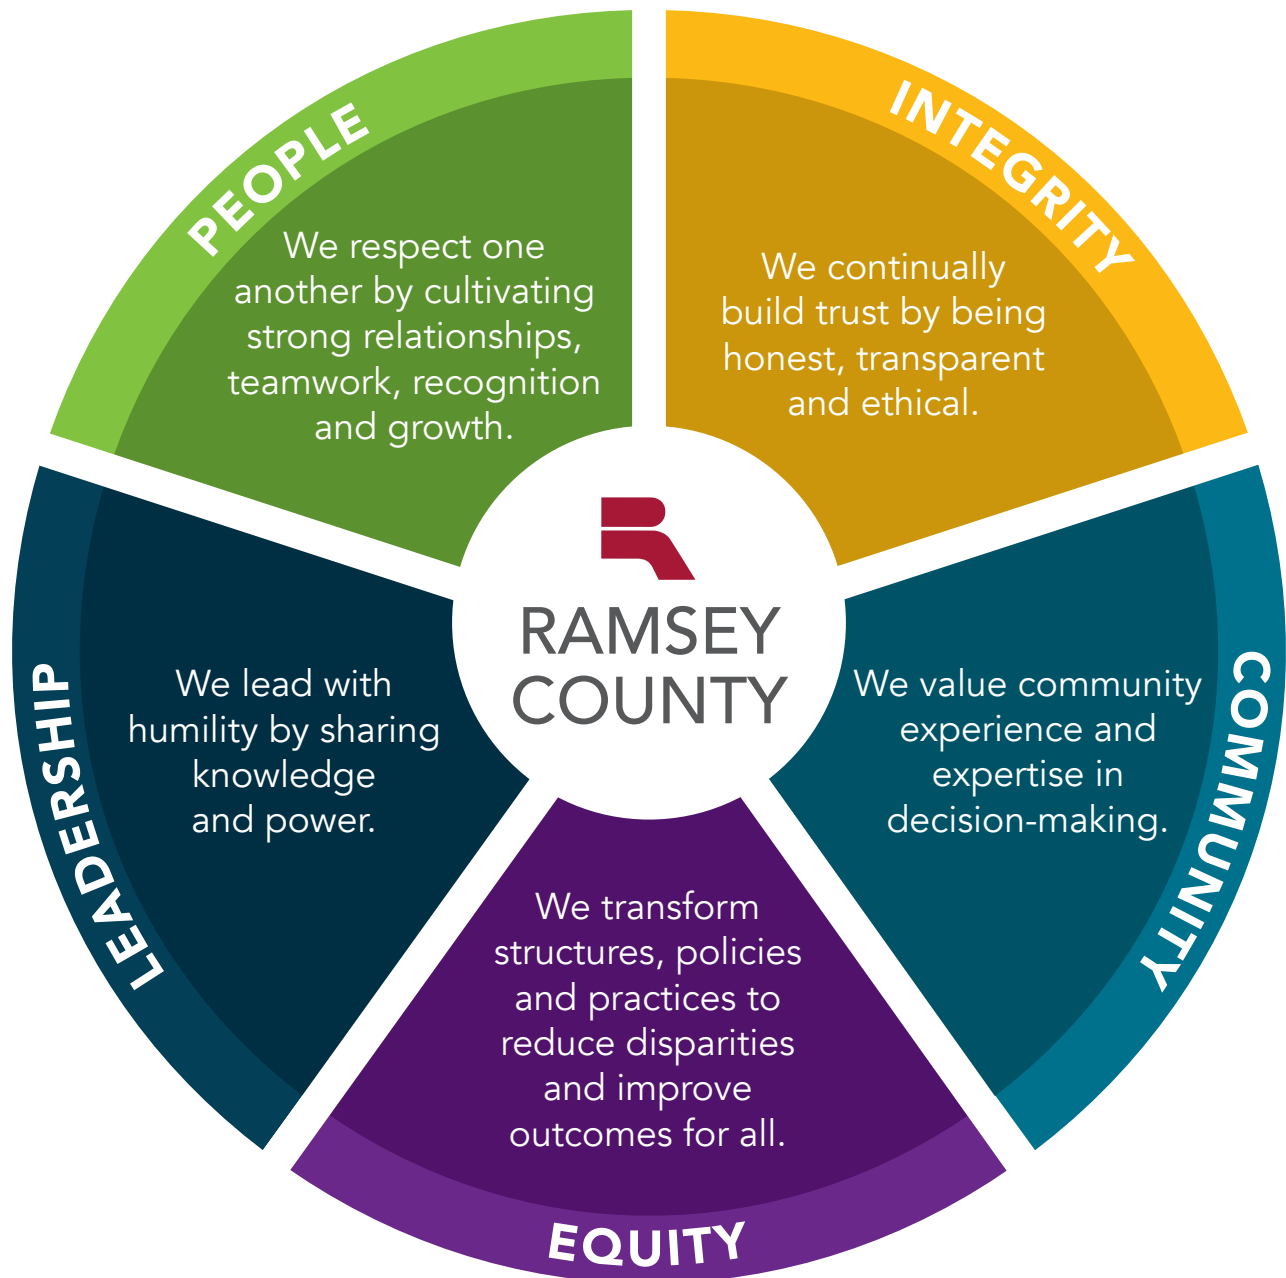 PEOPLE
We respect one
another by cultivating
strong relationships,
teamwork, recognition
and growth.
INTEGRITY
We continually
build trust by being
honest, transparent
and ethical.
RAMSEY
COUNTY
LEADERSHIP
We lead with
humility by sharing
knowledge
and power.
COMMUNITY
We value community
experience and
expertise in
decision-making.
We transform
structures, policies
and practices to
reduce disparities
and improve
outcomes for all.
EQUITY